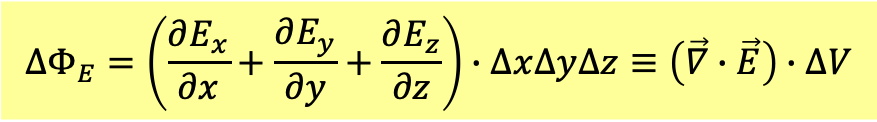 ΔΦ_E = (∂E_x/∂x + ∂E_y/∂y + ∂E_z/∂z) · ΔxΔyΔz ≡ (∇⃗ · E⃗) · ΔV